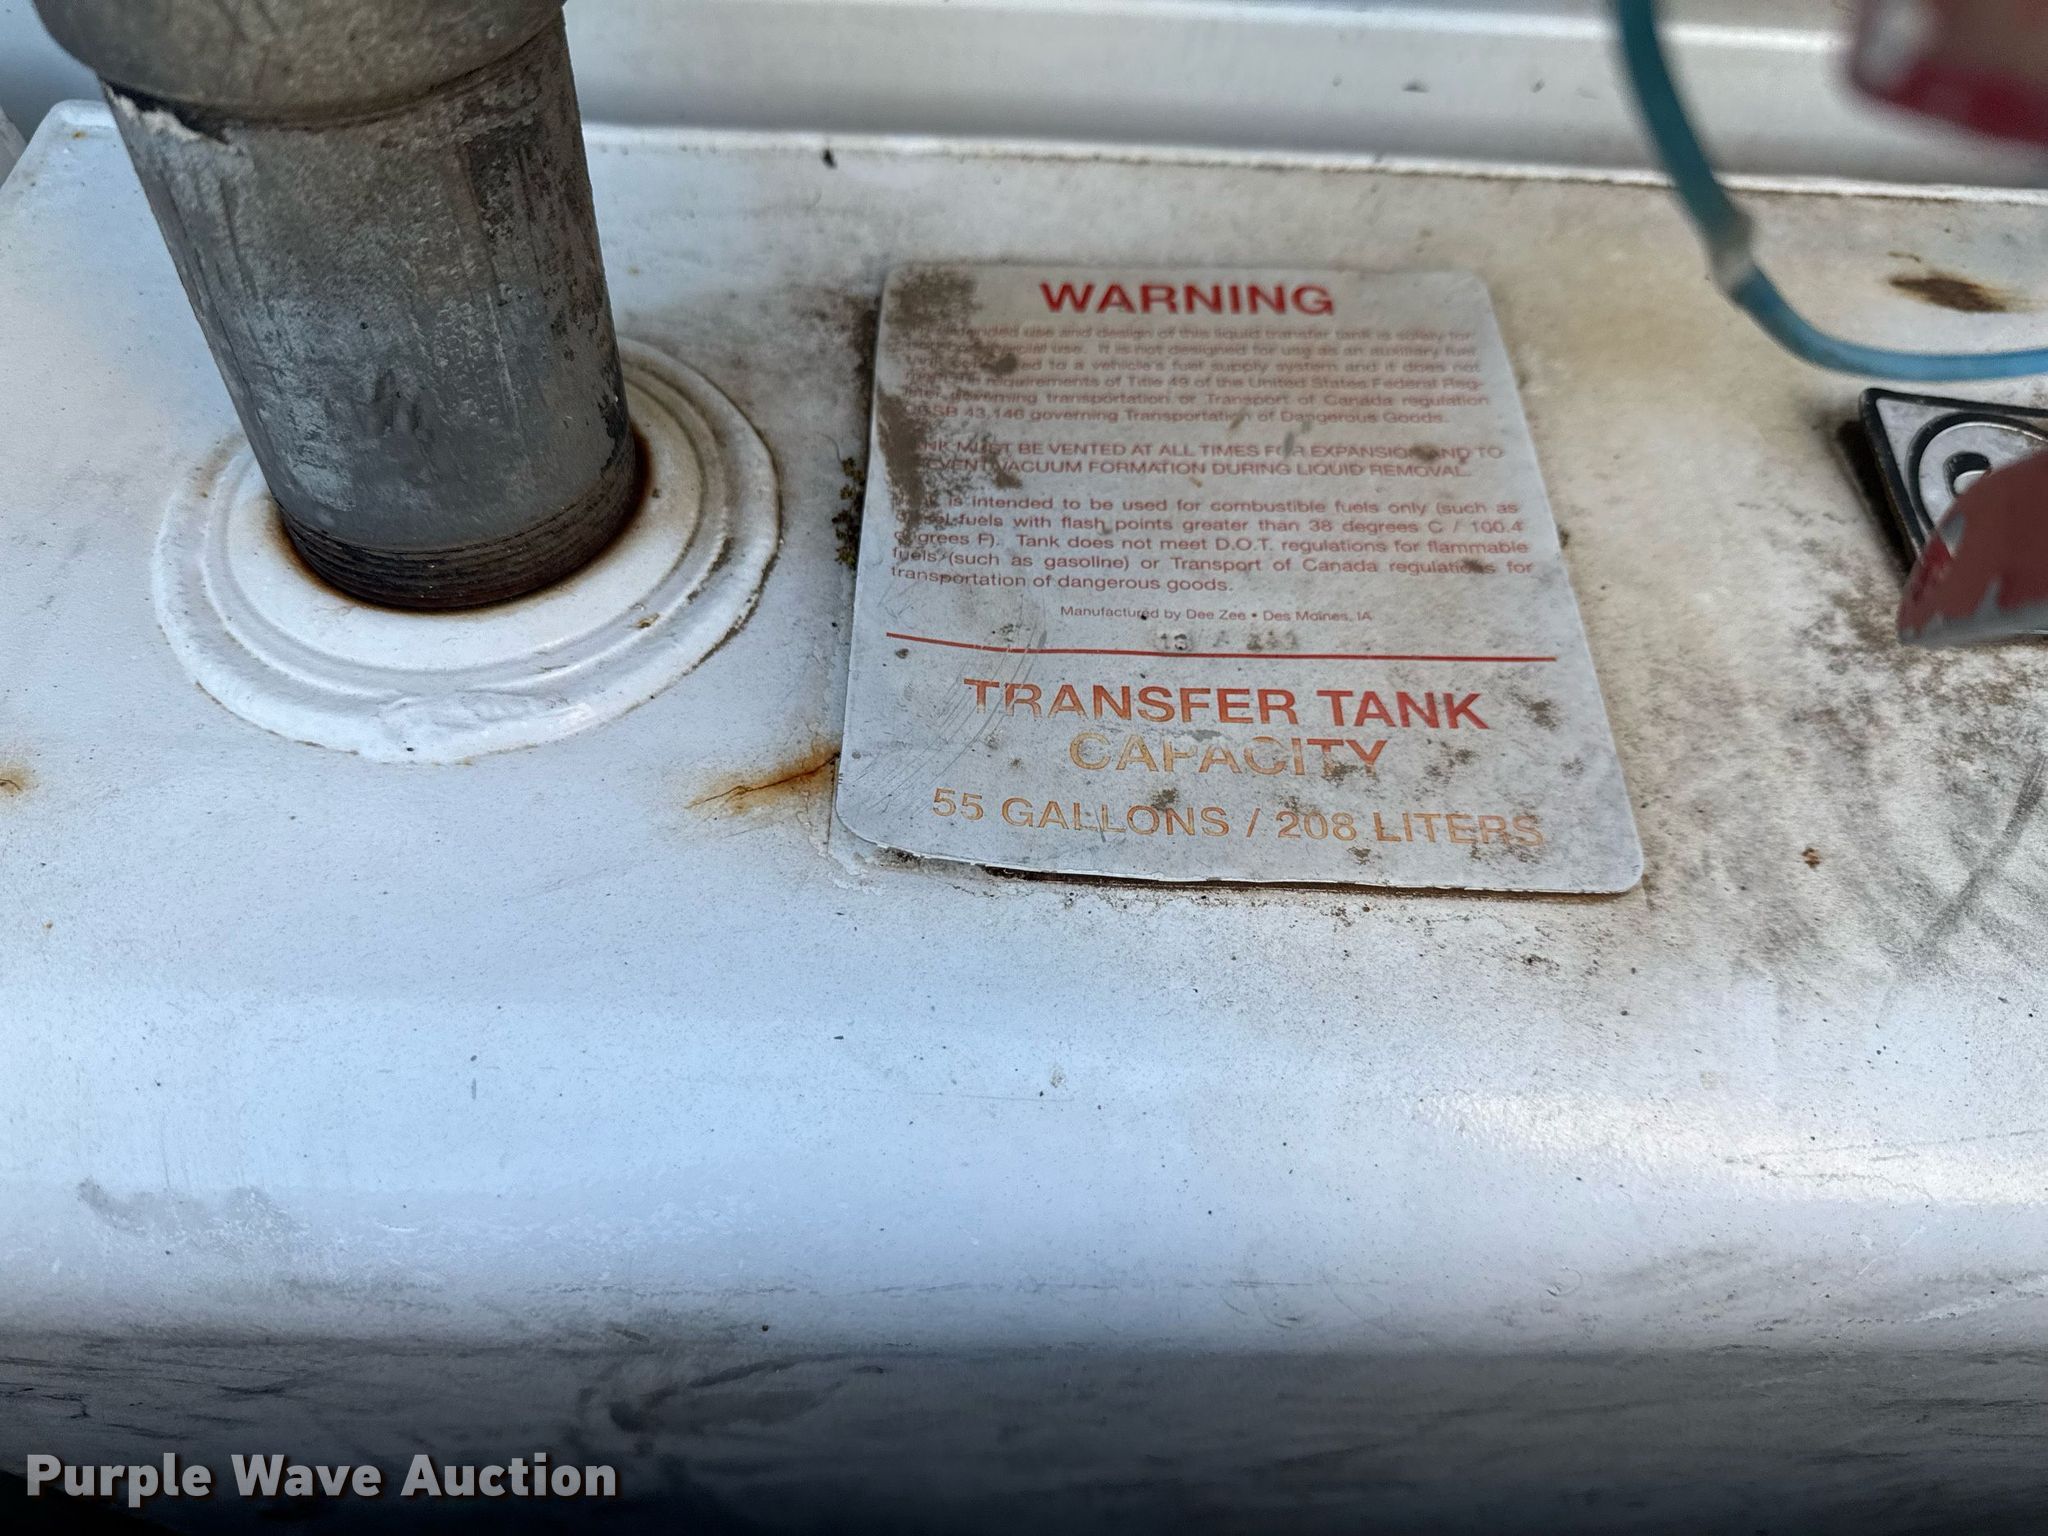 WARNING
intended use and design of this liquid transfer tank is solely for
use. It is not designed for use as an auxiliary fuel
to a vehicle's fuel supply system and it does not
requirements of Title 49 of the United States Federal Reg-
governing transportation or Transport of Canada regulation
CGSB 43.146 governing Transportation of Dangerous Goods.
MUST BE VENTED AT ALL TIMES FOR EXPANSION AND TO
VACUUM FORMATION DURING LIQUID REMOVAL.
is intended to be used for combustible fuels only (such as
fuels with flash points greater than 38 degrees C / 100.4
degrees F). Tank does not meet D.O.T. regulations for flammable
fuels (such as gasoline) or Transport of Canada regulations for
transportation of dangerous goods.
Manufactured by Dee Zee • Des Moines, IA
TRANSFER TANK
CAPACITY
55 GALLONS / 208 LITERS
Purple Wave Auction